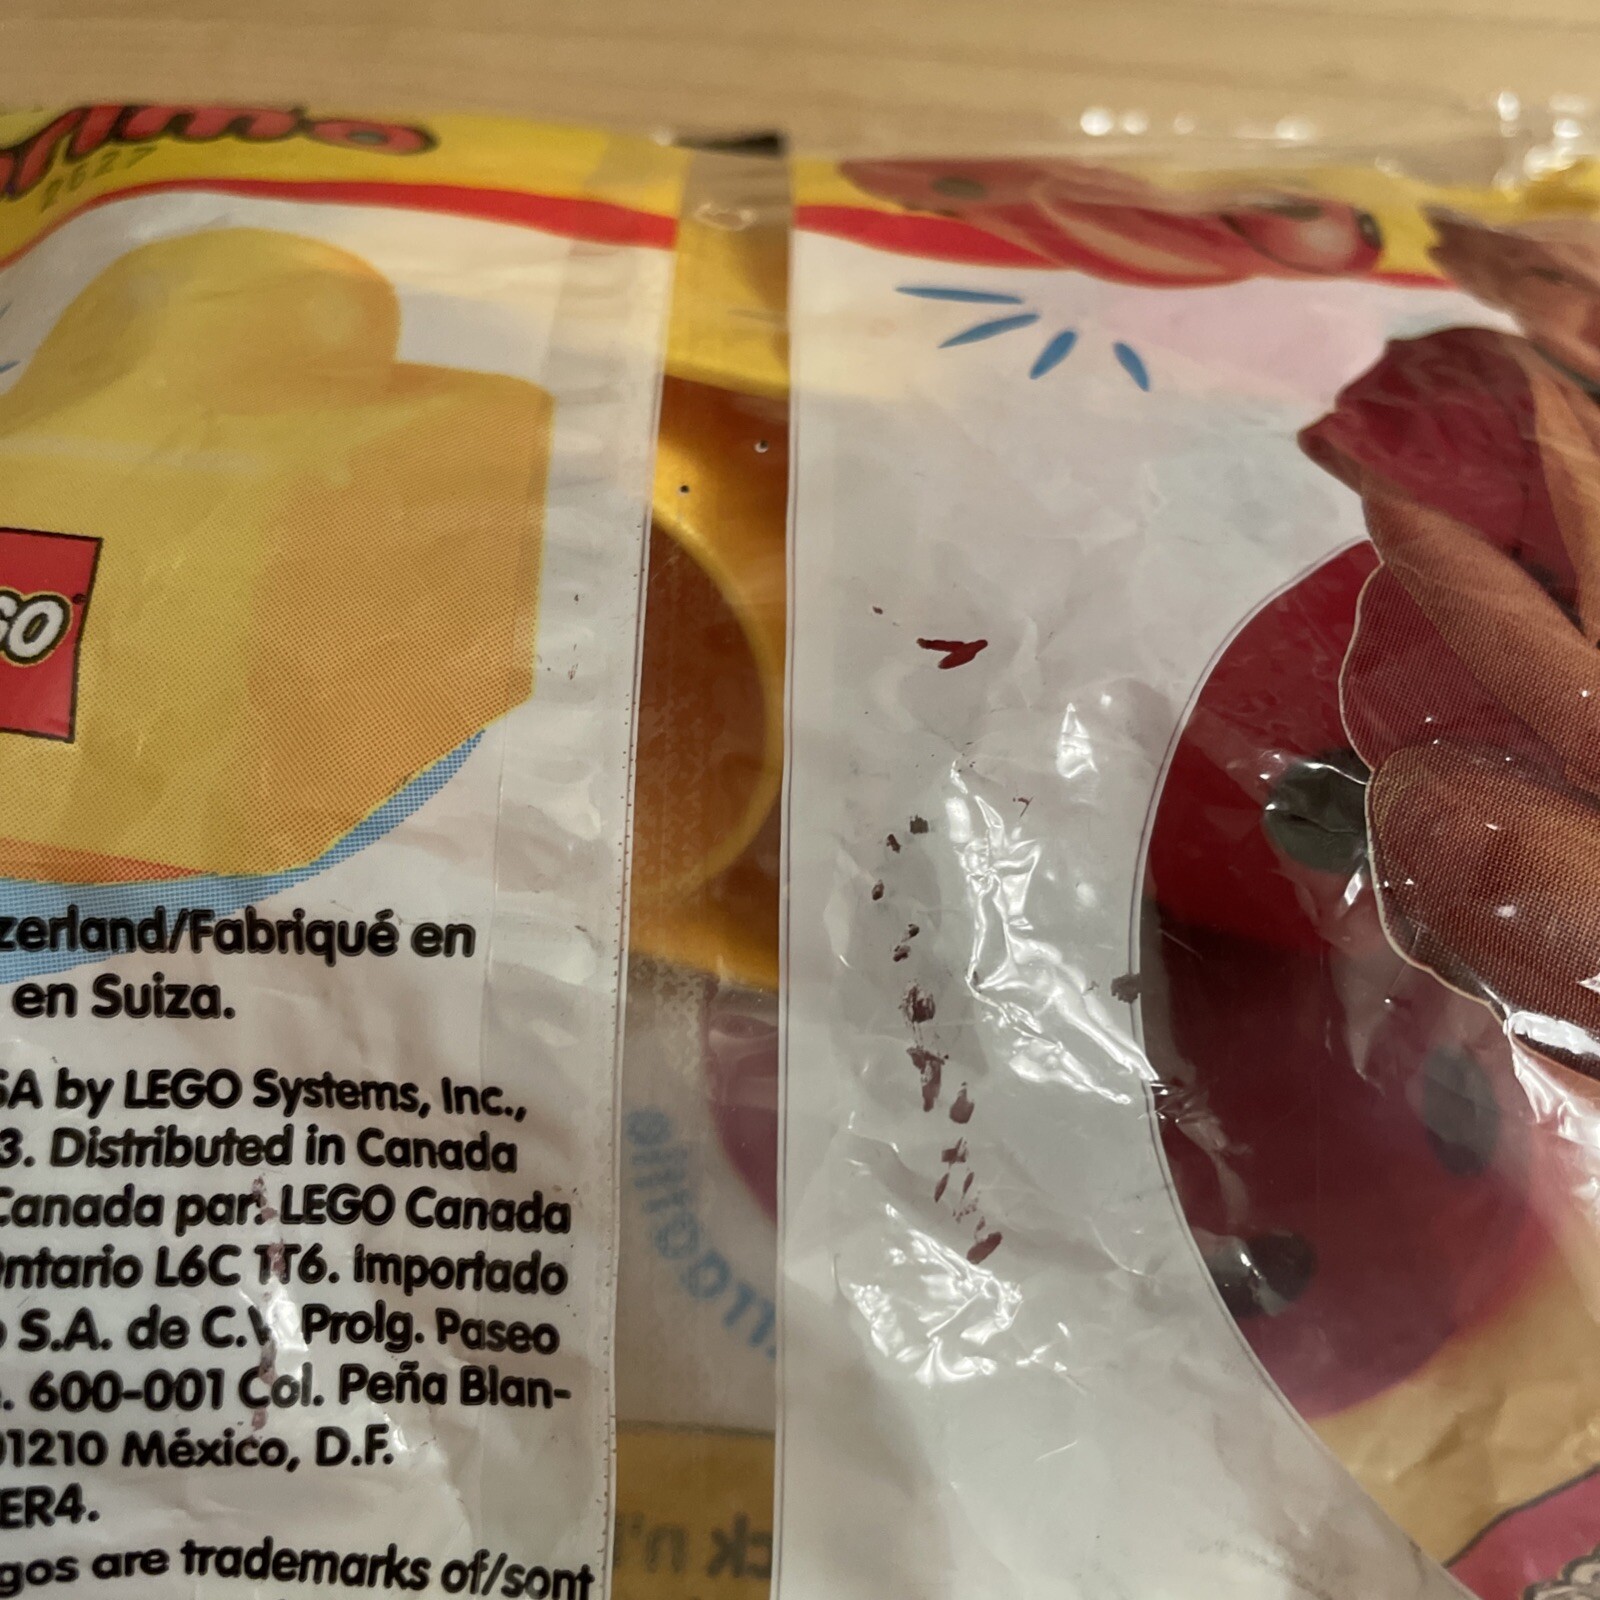 2627
zerland/Fabriqué en
en Suiza.
SA by LEGO Systems, Inc.,
3. Distributed in Canada
Canada par: LEGO Canada
Ontario L6C 1T6. Importado
S.A. de C.V. Prolg. Paseo
. 600-001 Col. Peña Blan-
01210 México, D.F.
ER4.
gos are trademarks of/sont